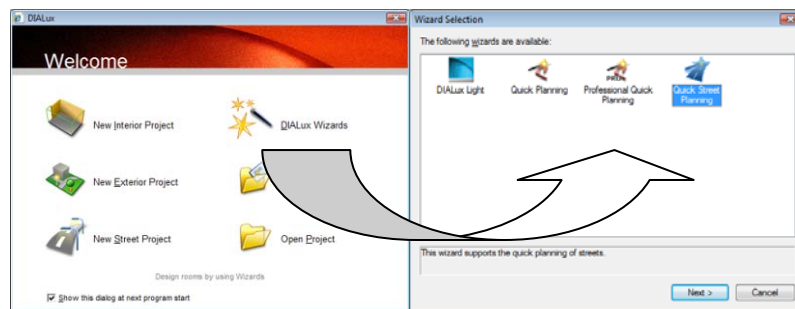 DIALux
Welcome
New Interior Project
DIALux Wizards
New Exterior Project
New Street Project
Open Project
Design rooms by using Wizards
Show this dialog at next program start
Wizard Selection
The following wizards are available:
DIALux Light
Quick Planning
Professional Quick
Planning
Quick Street
Planning
This wizard supports the quick planning of streets.
Next >
Cancel